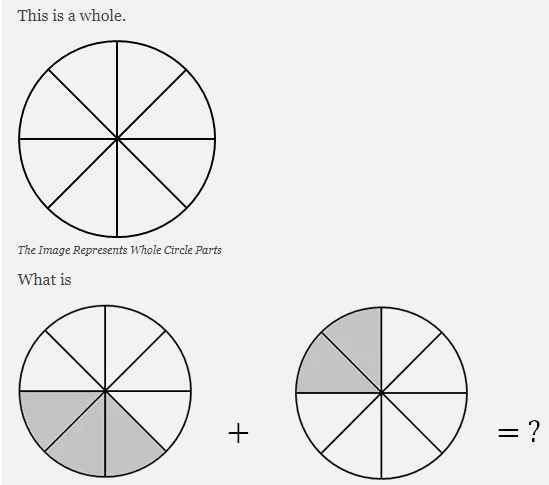 This is a whole.
The Image Represents Whole Circle Parts
What is
+ = ?